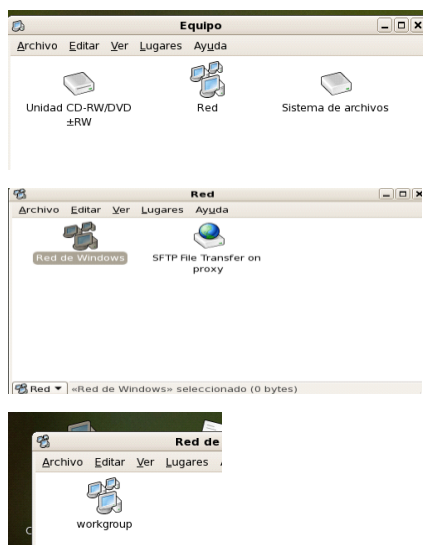 Equipo
Archivo Editar Ver Lugares Ayuda
Unidad CD-RW/DVD
±RW
Red
Sistema de archivos
Red
Archivo Editar Ver Lugares Ayuda
Red de Windows
SFTP File Transfer on
proxy
Red «Red de Windows» seleccionado (0 bytes)
Red de
Archivo Editar Ver Lugares
workgroup
C